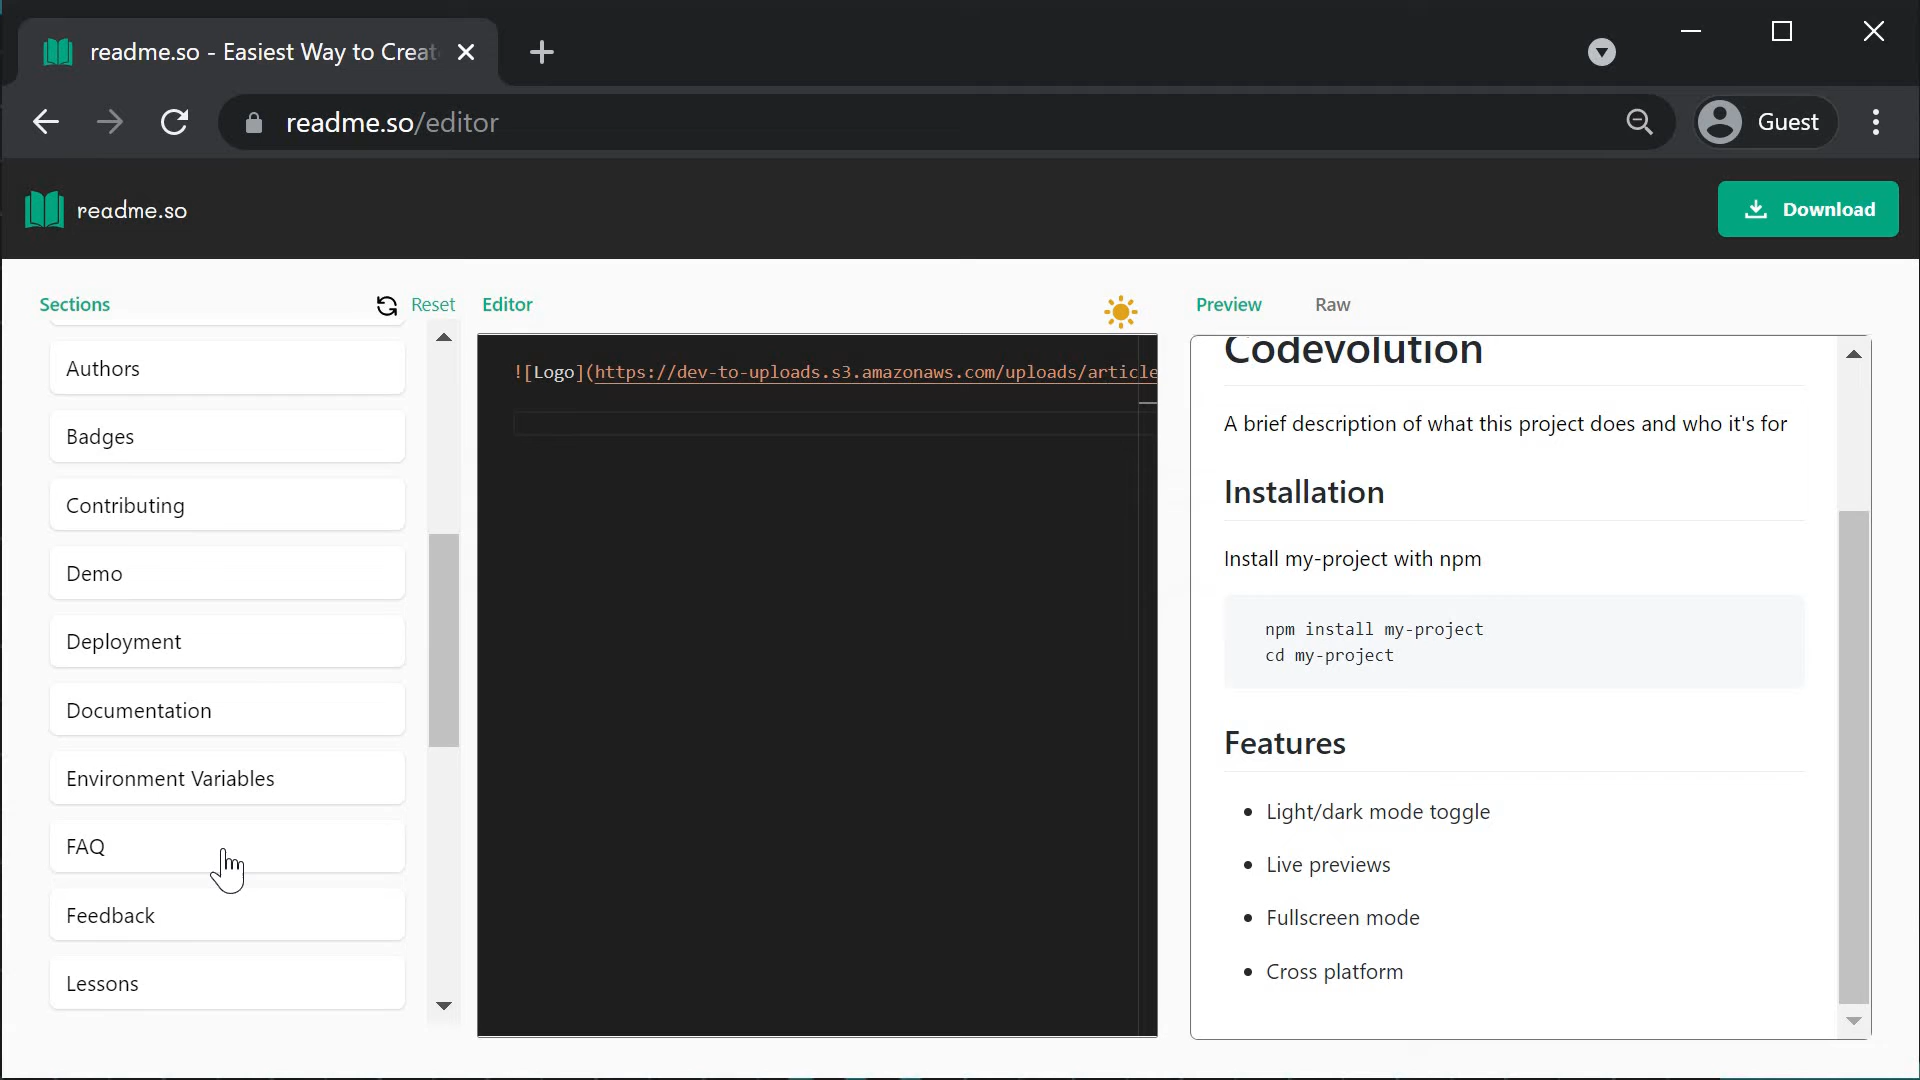 readme.so - Easiest Way to Creat
readme.so/editor
Guest
readme.so
Download
Sections
Reset
Editor
Preview
Raw
Authors
Badges
Contributing
Demo
Deployment
Documentation
Environment Variables
FAQ
Feedback
Lessons
![Logo](https://dev-to-uploads.s3.amazonaws.com/uploads/article
Codevolution
A brief description of what this project does and who it's for
Installation
Install my-project with npm
npm install my-project
cd my-project
Features
Light/dark mode toggle
Live previews
Fullscreen mode
Cross platform